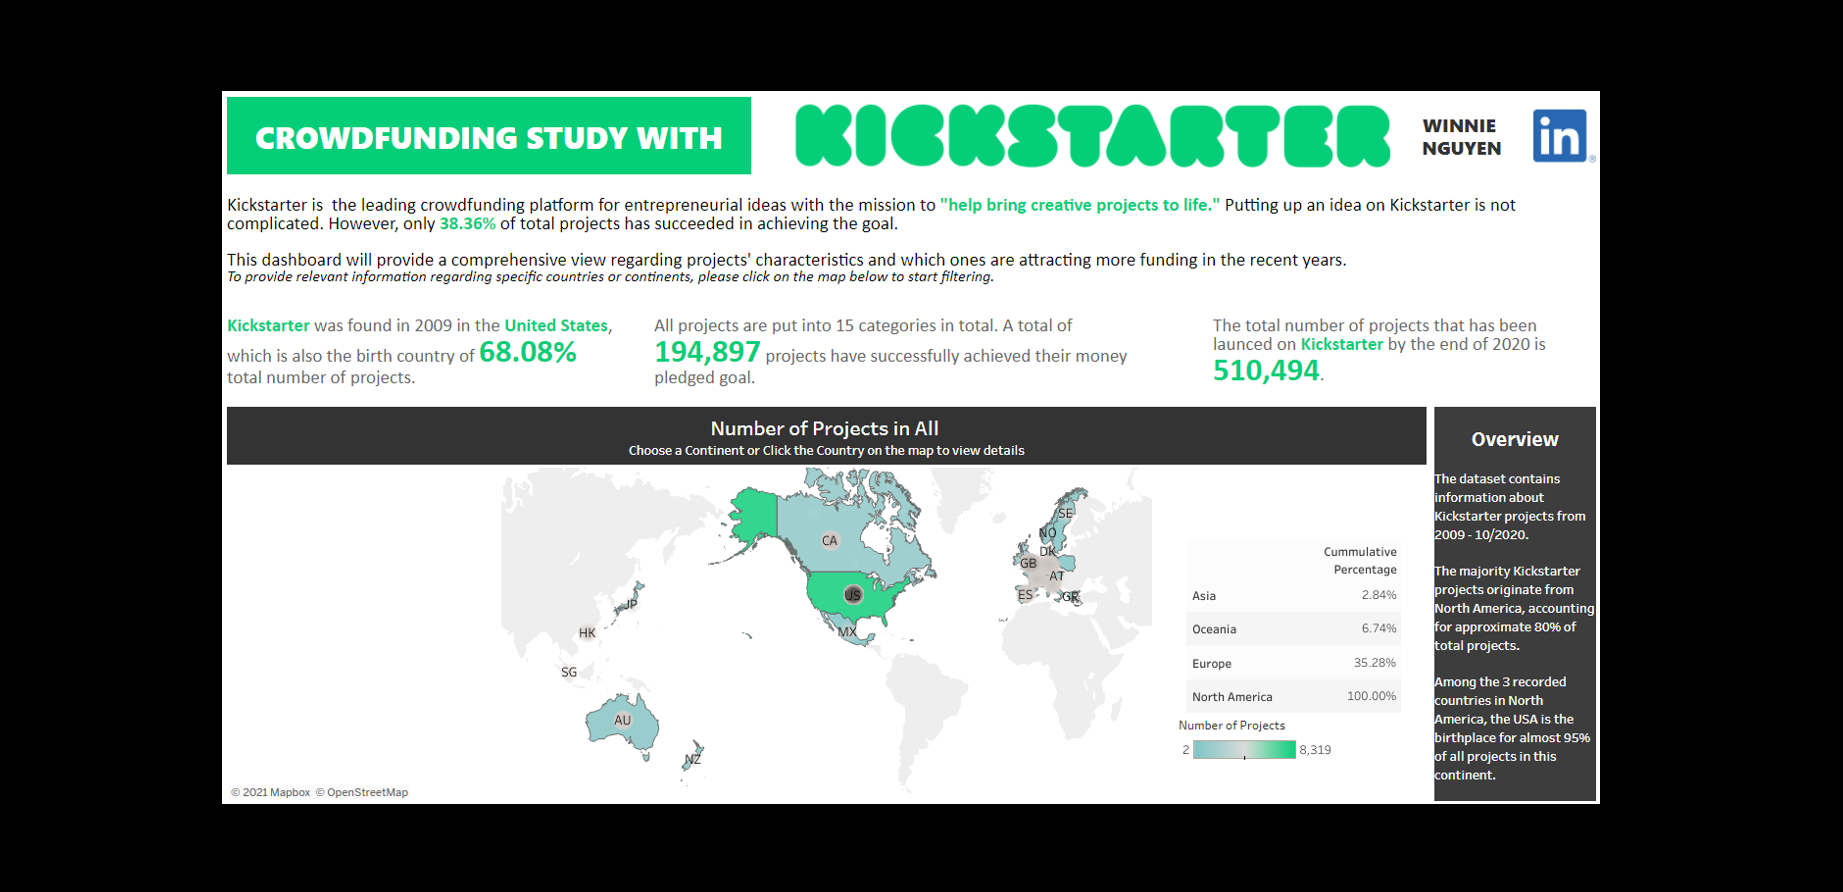 CROWDFUNDING STUDY WITH
KICKSTARTER
WINNIE
NGUYEN
in
®
Kickstarter is the leading crowdfunding platform for entrepreneurial ideas with the mission to "help bring creative projects to life." Putting up an idea on Kickstarter is not
complicated. However, only 38.36% of total projects has succeeded in achieving the goal.
This dashboard will provide a comprehensive view regarding projects' characteristics and which ones are attracting more funding in the recent years.
To provide relevant information regarding specific countries or continents, please click on the map below to start filtering.
Kickstarter was found in 2009 in the United States,
which is also the birth country of 68.08%
total number of projects.
All projects are put into 15 categories in total. A total of
194,897 projects have successfully achieved their money
pledged goal.
The total number of projects that has been
launced on Kickstarter by the end of 2020 is
510,494.
Number of Projects in All
Choose a Continent or Click the Country on the map to view details
SE
NO
DK
CA
GB
AT
US
ES
GR
JP
MX
HK
SG
AU
NZ
© 2021 Mapbox © OpenStreetMap
Cummulative
Percentage
Asia 2.84%
Oceania 6.74%
Europe 35.28%
North America 100.00%
Number of Projects
2 8,319
Overview
The dataset contains
information about
Kickstarter projects from
2009 - 10/2020.
The majority Kickstarter
projects originate from
North America, accounting
for approximate 80% of
total projects.
Among the 3 recorded
countries in North
America, the USA is the
birthplace for almost 95%
of all projects in this
continent.